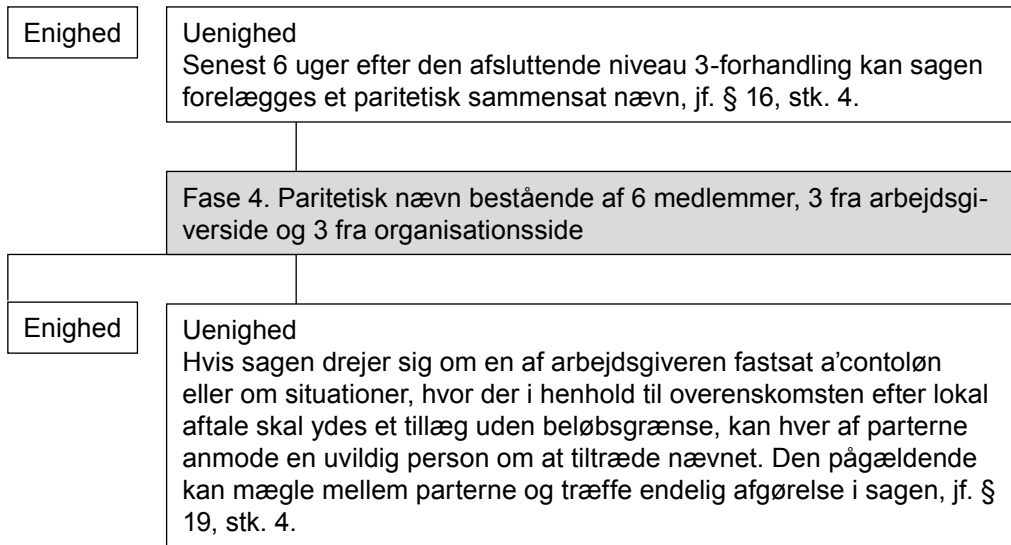 Enighed
Uenighed
Senest 6 uger efter den afsluttende niveau 3-forhandling kan sagen
forelægges et paritetisk sammensat nævn, jf. § 16, stk. 4.
Fase 4. Paritetisk nævn bestående af 6 medlemmer, 3 fra arbejdsgi-
verside og 3 fra organisationsside
Enighed
Uenighed
Hvis sagen drejer sig om en af arbejdsgiveren fastsat a’contoløn
eller om situationer, hvor der i henhold til overenskomsten efter lokal
aftale skal ydes et tillæg uden beløbsgrænse, kan hver af parterne
anmode en uvildig person om at tiltræde nævnet. Den pågældende
kan mægle mellem parterne og træffe endelig afgørelse i sagen, jf. §
19, stk. 4.